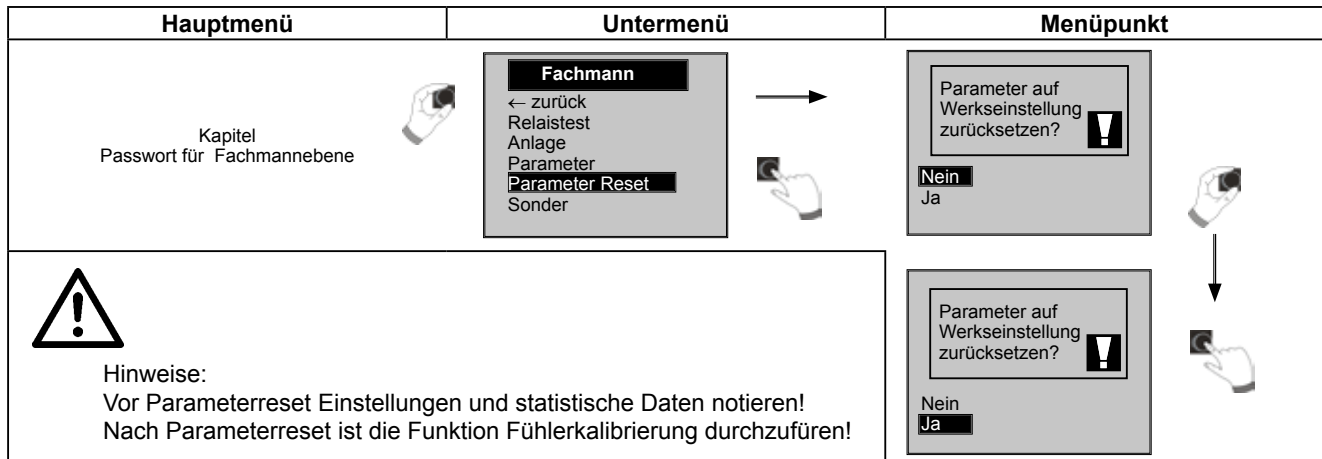 Hauptmenü
Untermenü
Menüpunkt
Kapitel
Passwort für Fachmannebene
Fachmann
← zurück
Relaistest
Anlage
Parameter
Parameter Reset
Sonder
Parameter auf
Werkseinstellung
zurücksetzen?
!
Nein
Ja
Hinweise:
Vor Parameterreset Einstellungen und statistische Daten notieren!
Nach Parameterreset ist die Funktion Fühlerkalibrierung durchzufüren!
Parameter auf
Werkseinstellung
zurücksetzen?
!
Nein
Ja